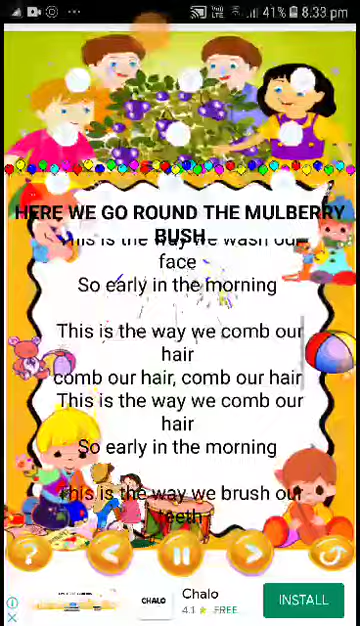 41% 8.33 pm
HERE WE GO ROUND THE MULBERRY
BUSH
This is the way we wash our
face
So early in the morning
This is the way we comb our
hair
comb our hair, comb our hair
This is the way we comb our
hair
So early in the morning
This is the way we brush our
teeth
?
CHALO
Chalo
4.1 ★ FREE
INSTALL